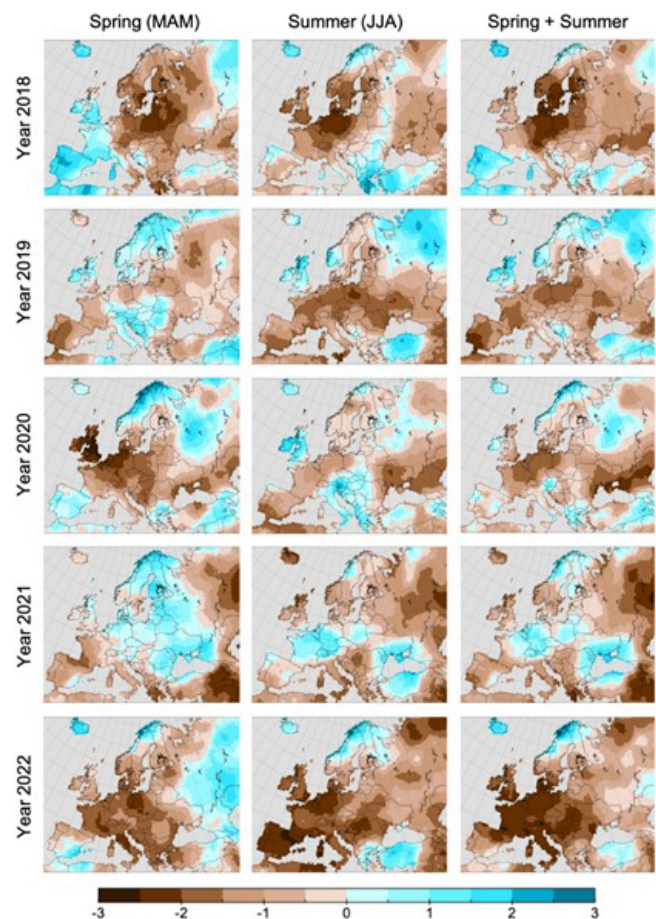 Spring (MAM) Summer (JJA) Spring + Summer
Year 2018
Year 2019
Year 2020
Year 2021
Year 2022
-3 -2 -1 0 1 2 3